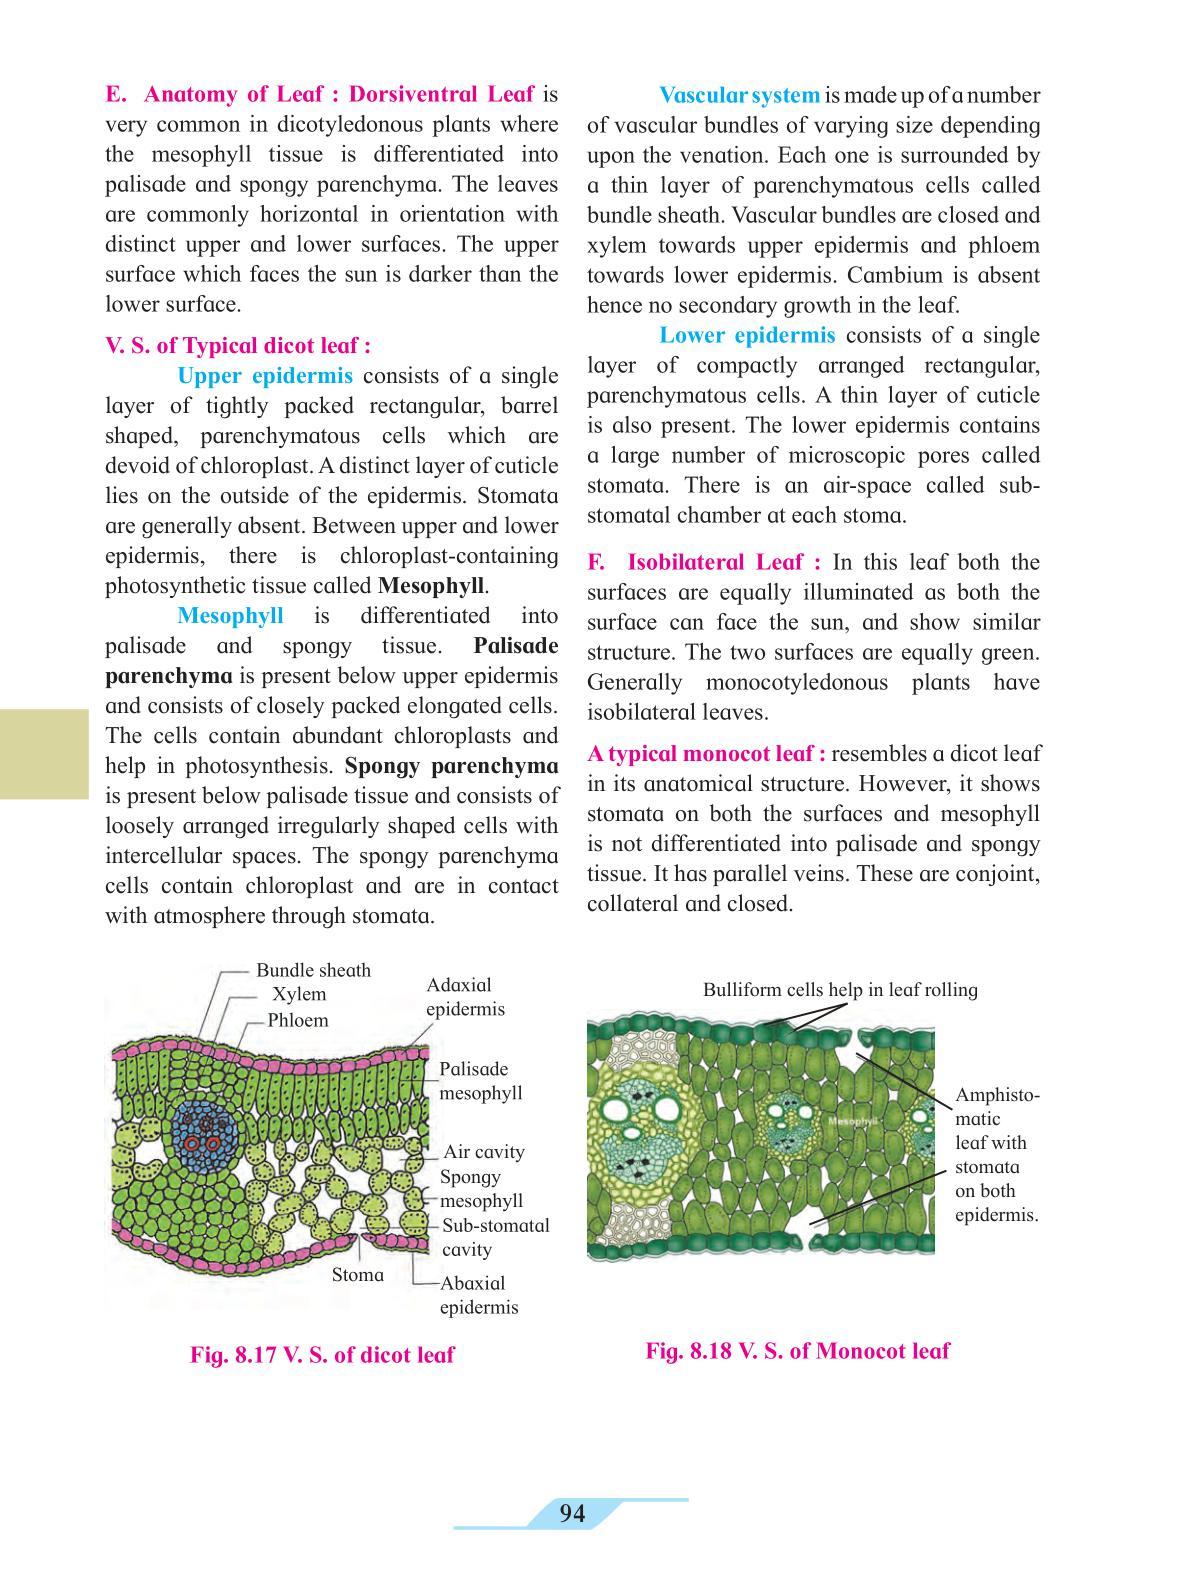 E. Anatomy of Leaf : Dorsiventral Leaf is
very common in dicotyledonous plants where
the mesophyll tissue is differentiated into
palisade and spongy parenchyma. The leaves
are commonly horizontal in orientation with
distinct upper and lower surfaces. The upper
surface which faces the sun is darker than the
lower surface.
V. S. of Typical dicot leaf :
Upper epidermis consists of a single
layer of tightly packed rectangular, barrel
shaped, parenchymatous cells which are
devoid of chloroplast. A distinct layer of cuticle
lies on the outside of the epidermis. Stomata
are generally absent. Between upper and lower
epidermis, there is chloroplast-containing
photosynthetic tissue called Mesophyll.
Mesophyll is differentiated into
palisade and spongy tissue. Palisade
parenchyma is present below upper epidermis
and consists of closely packed elongated cells.
The cells contain abundant chloroplasts and
help in photosynthesis. Spongy parenchyma
is present below palisade tissue and consists of
loosely arranged irregularly shaped cells with
intercellular spaces. The spongy parenchyma
cells contain chloroplast and are in contact
with atmosphere through stomata.
Vascular system is made up of a number
of vascular bundles of varying size depending
upon the venation. Each one is surrounded by
a thin layer of parenchymatous cells called
bundle sheath. Vascular bundles are closed and
xylem towards upper epidermis and phloem
towards lower epidermis. Cambium is absent
hence no secondary growth in the leaf.
Lower epidermis consists of a single
layer of compactly arranged rectangular,
parenchymatous cells. A thin layer of cuticle
is also present. The lower epidermis contains
a large number of microscopic pores called
stomata. There is an air-space called sub-
stomatal chamber at each stoma.
F. Isobilateral Leaf : In this leaf both the
surfaces are equally illuminated as both the
surface can face the sun, and show similar
structure. The two surfaces are equally green.
Generally monocotyledonous plants have
isobilateral leaves.
A typical monocot leaf : resembles a dicot leaf
in its anatomical structure. However, it shows
stomata on both the surfaces and mesophyll
is not differentiated into palisade and spongy
tissue. It has parallel veins. These are conjoint,
collateral and closed.
Bundle sheath
Xylem
Phloem
Adaxial
epidermis
Palisade
mesophyll
Air cavity
Spongy
mesophyll
Sub-stomatal
cavity
Stoma
Abaxial
epidermis
Fig. 8.17 V. S. of dicot leaf
Bulliform cells help in leaf rolling
Mesophyll
Amphisto-
matic
leaf with
stomata
on both
epidermis.
Fig. 8.18 V. S. of Monocot leaf
94